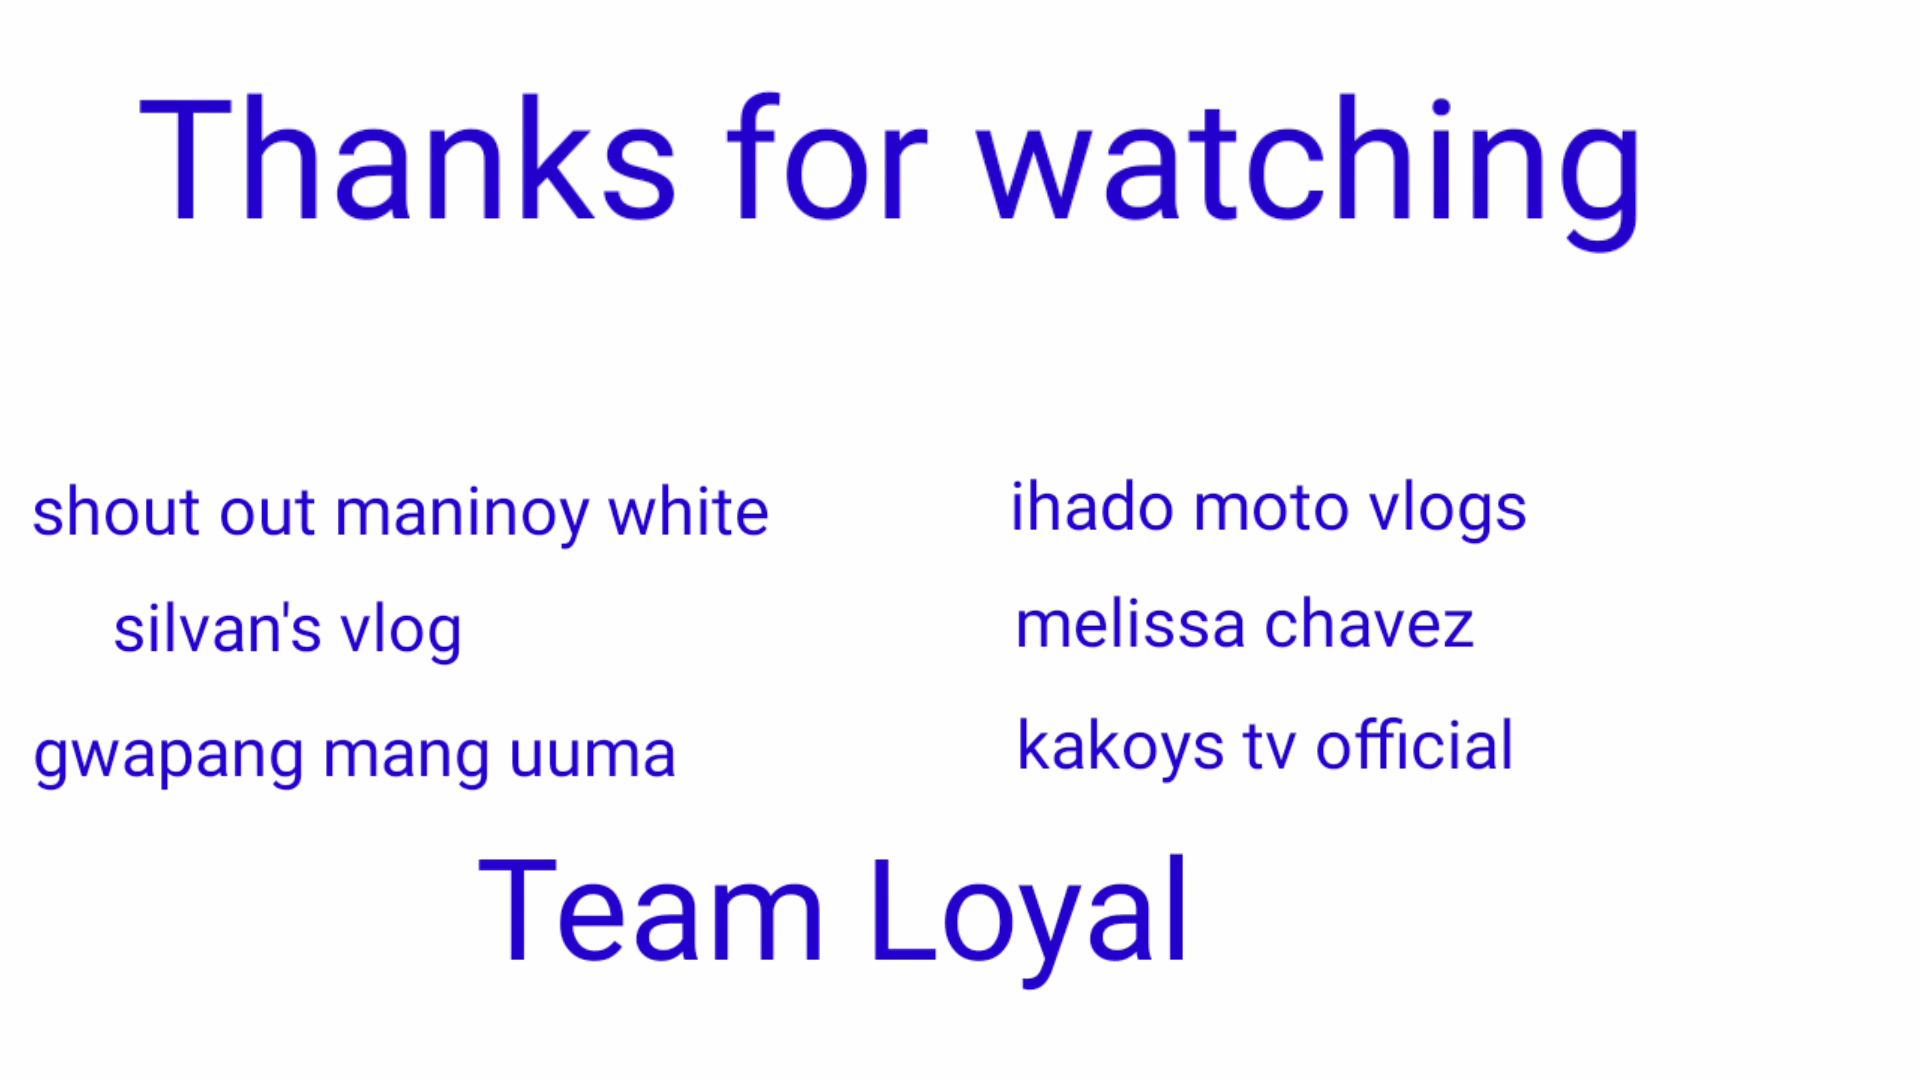 Thanks for watching
shout out maninoy white
silvan's vlog
gwapang mang uuma
ihado moto vlogs
melissa chavez
kakoys tv official
Team Loyal